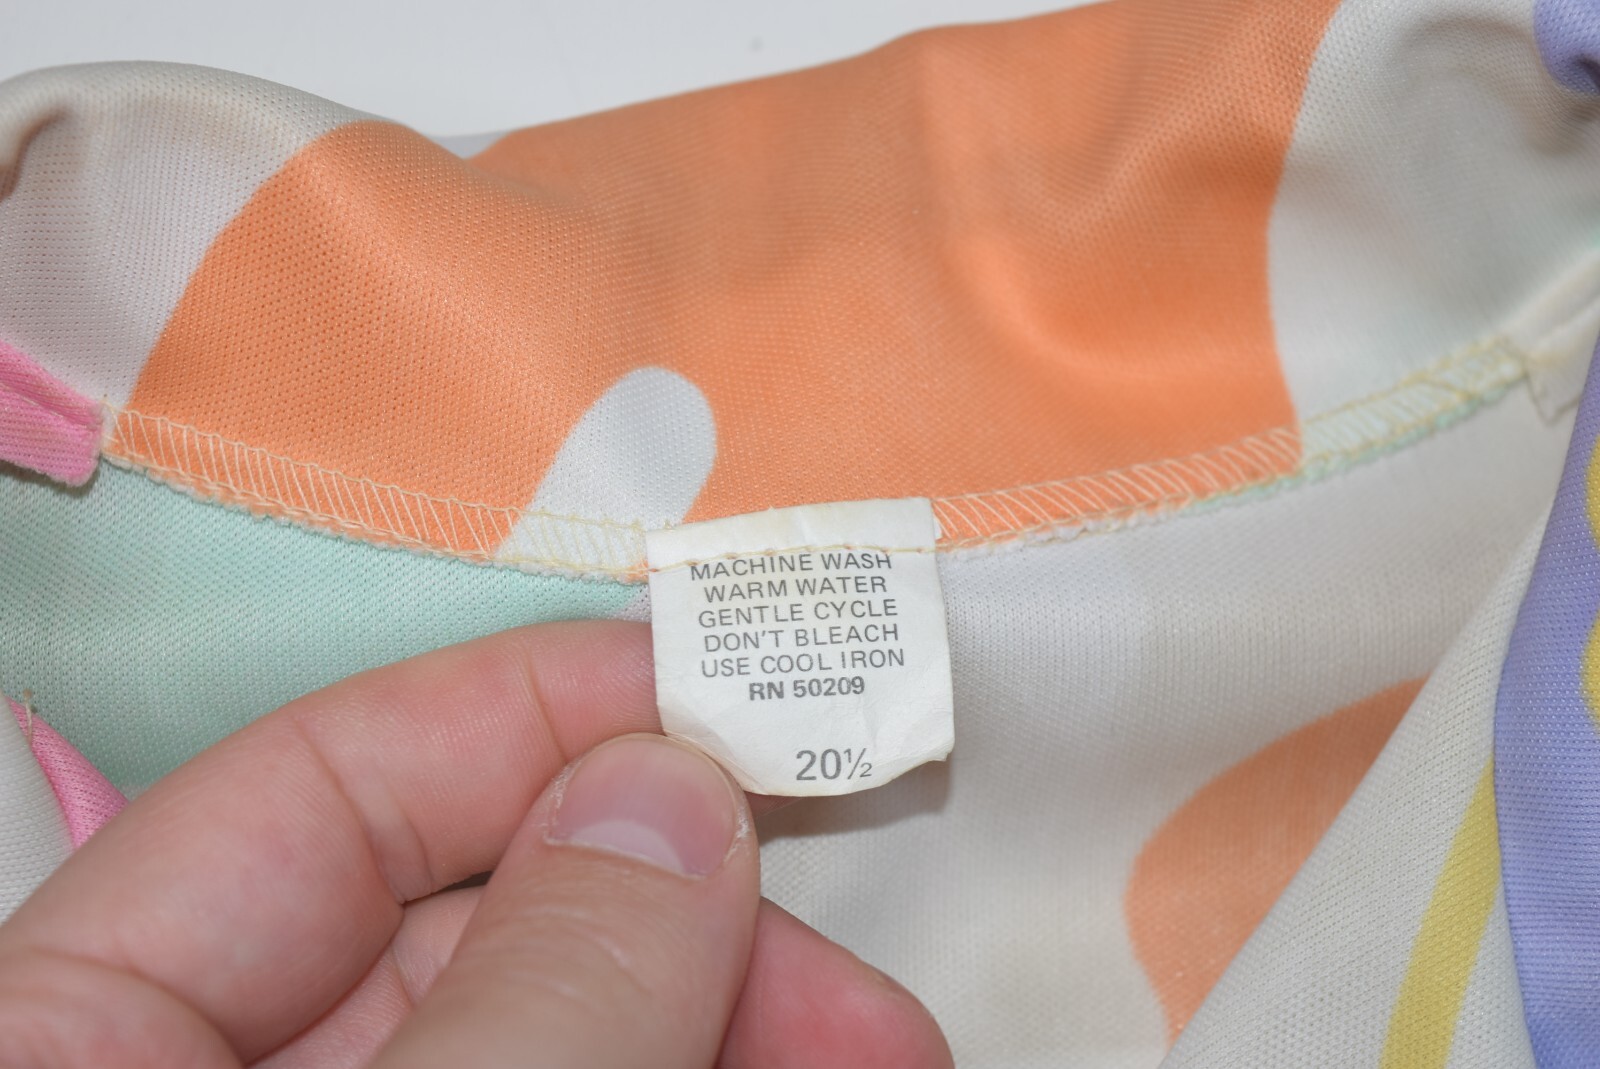 MACHINE WASH
WARM WATER
GENTLE CYCLE
DON'T BLEACH
USE COOL IRON
RN 50209
20½